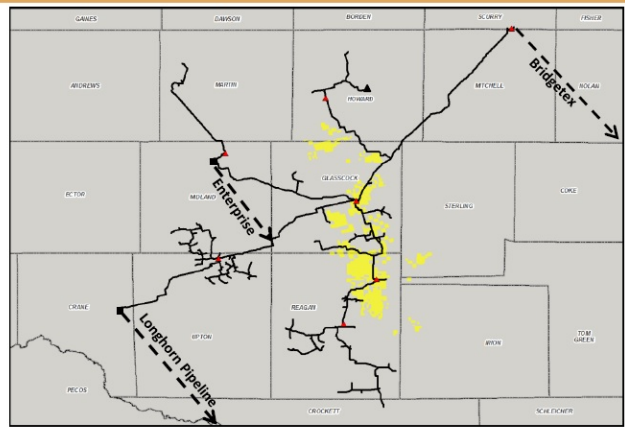 GAINES
DAWSON
BORDEN
SCURRY
FISHER
ANDREWS
MARTIN
HOWARD
MITCHELL
NOLAN
Bridgetex
ECTOR
MIDLAND
GLASSCOCK
STERLING
COKE
Enterprise
CRANE
UPTON
REAGAN
IRION
TOM
GREEN
Longhorn Pipeline
PECOS
CROCKETT
SCHLEICHER